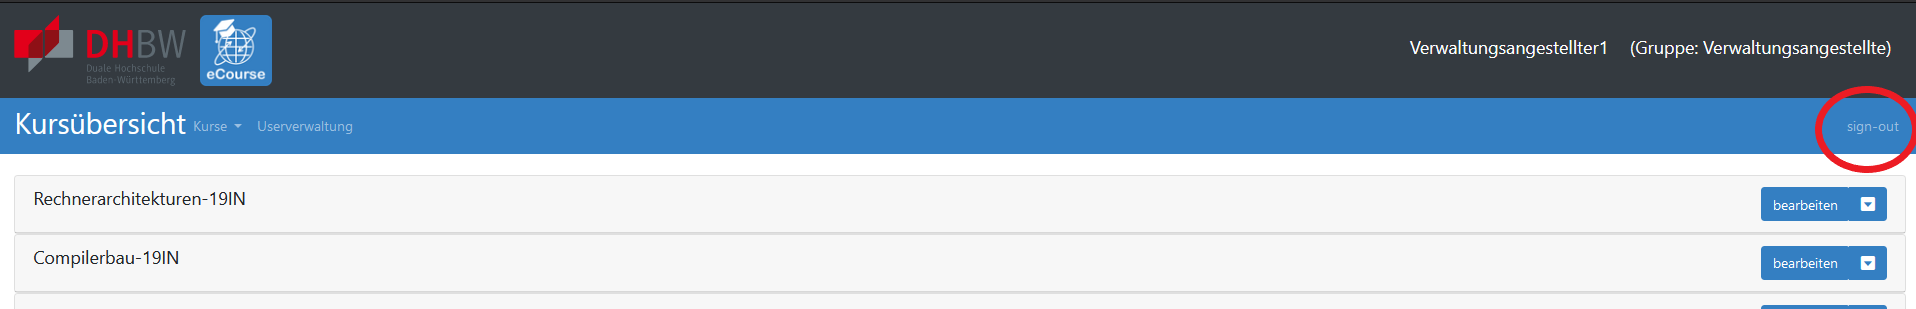 DHBW
Duale Hochschule
Baden-Württemberg
eCourse
Verwaltungsangestellter1 (Gruppe: Verwaltungsangestellte)
Kursübersicht Kurse Userverwaltung sign-out
Rechnerarchitekturen-19IN bearbeiten
Compilerbau-19IN bearbeiten